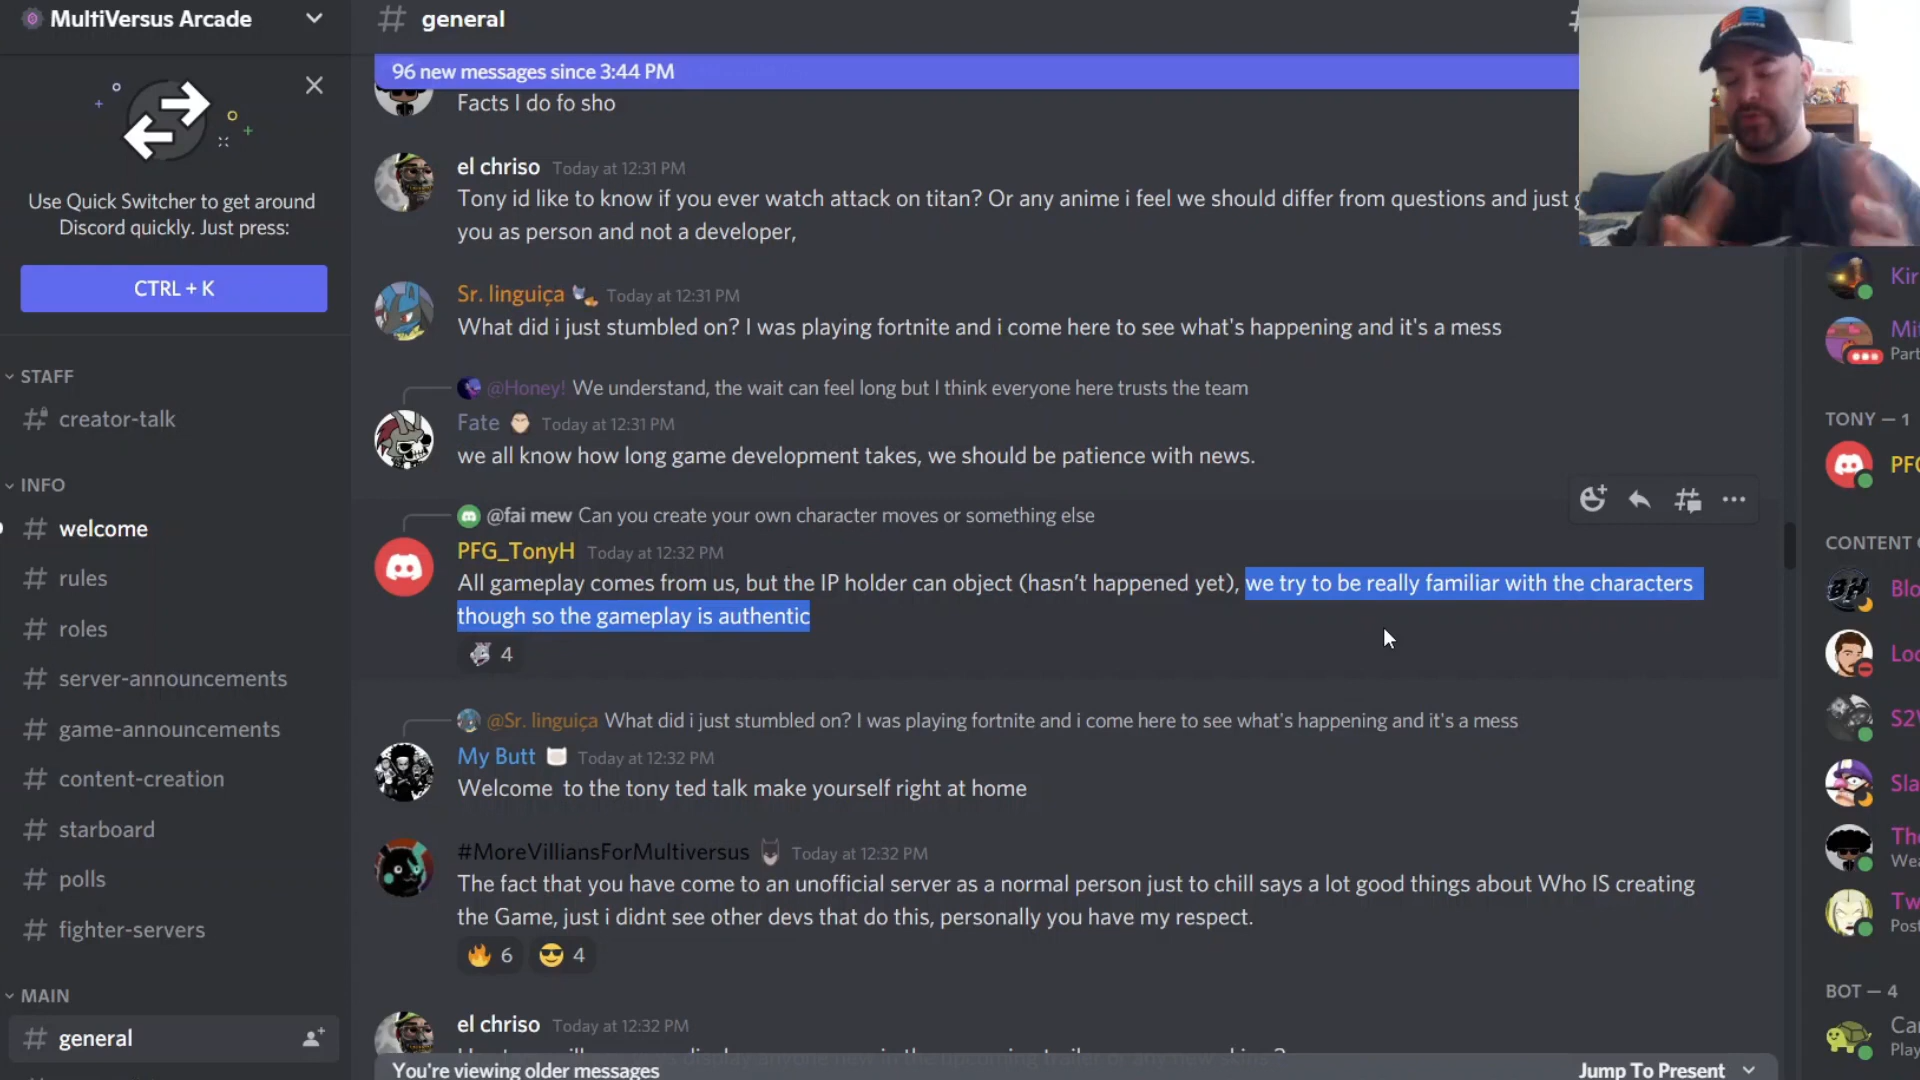 MultiVersus Arcade
Use Quick Switcher to get around
Discord quickly. Just press:
CTRL + K
STAFF
creator-talk
INFO
welcome
rules
roles
server-announcements
game-announcements
content-creation
starboard
polls
fighter-servers
MAIN
general
general
96 new messages since 3:44 PM
Facts I do fo sho
el chriso Today at 12:31 PM
Tony id like to know if you ever watch attack on titan? Or any anime i feel we should differ from questions and just
you as person and not a developer,
Sr. linguiça Today at 12:31 PM
What did i just stumbled on? I was playing fortnite and i come here to see what's happening and it's a mess
@Honey! We understand, the wait can feel long but I think everyone here trusts the team
Fate Today at 12:31 PM
we all know how long game development takes, we should be patience with news.
@fai mew Can you create your own character moves or something else
PFG_TonyH Today at 12:32 PM
All gameplay comes from us, but the IP holder can object (hasn't happened yet), we try to be really familiar with the characters
though so the gameplay is authentic
4
@Sr. linguiça What did i just stumbled on? I was playing fortnite and i come here to see what's happening and it's a mess
My Butt Today at 12:32 PM
Welcome to the tony ted talk make yourself right at home
#MoreVilliansForMultiversus Today at 12:32 PM
The fact that you have come to an unofficial server as a normal person just to chill says a lot good things about Who IS creating
the Game, just i didnt see other devs that do this, personally you have my respect.
6 4
el chriso Today at 12:32 PM
You're viewing older messages
Jump To Present
Kir
Mi
Part
TONY — 1
PFG
CONTENT
Blo
Loo
S2
Sla
The
Wea
Tw
Post
BOT — 4
Car
Play